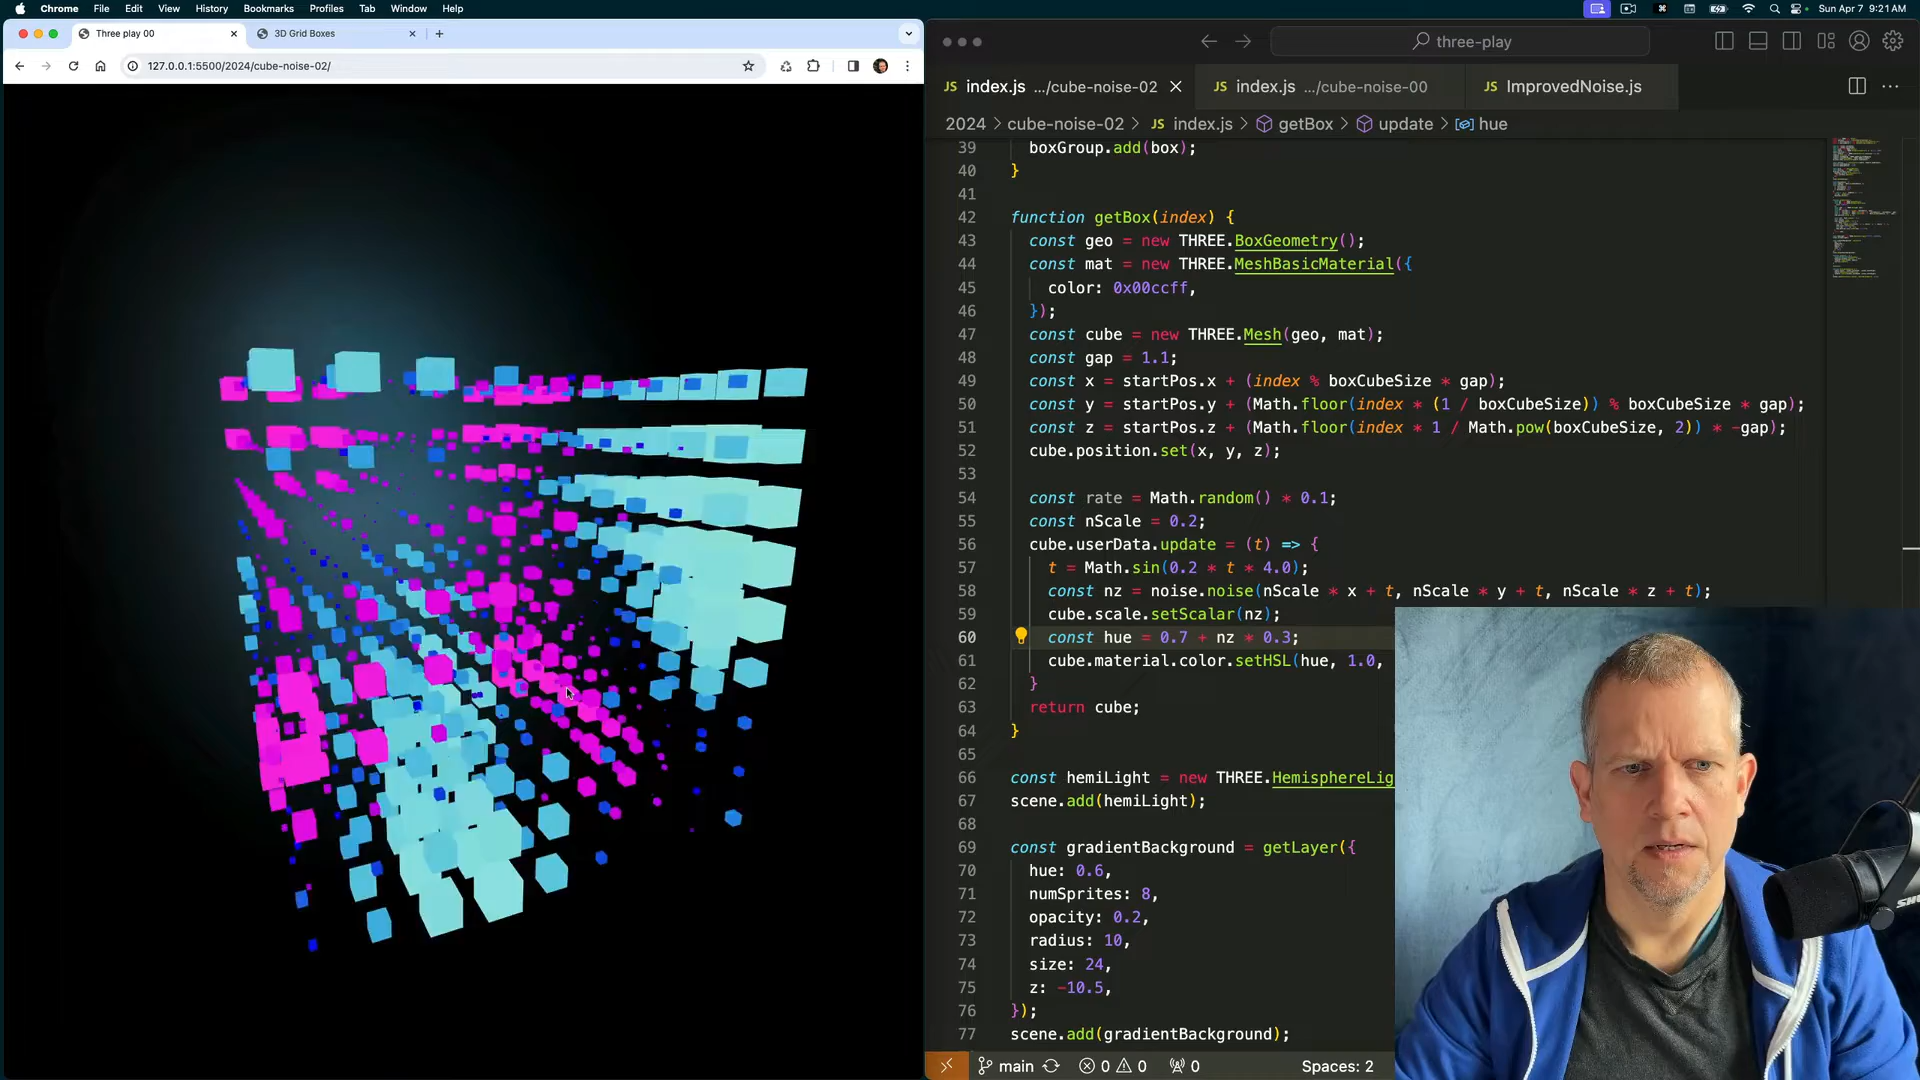 Chrome File Edit View History Bookmarks Profiles Tab Window Help Sun Apr 7 9:21 AM
Three play 00 3D Grid Boxes
127.0.0.1:5500/2024/cube-noise-02/
three-play
JS index.js .../cube-noise-02 JS index.js .../cube-noise-00 JS ImprovedNoise.js
2024 > cube-noise-02 > JS index.js > getBox > update > hue
39 boxGroup.add(box);
40 }
41
42 function getBox(index) {
43 const geo = new THREE.BoxGeometry();
44 const mat = new THREE.MeshBasicMaterial({
45 color: 0x00ccff,
46 });
47 const cube = new THREE.Mesh(geo, mat);
48 const gap = 1.1;
49 const x = startPos.x + (index % boxCubeSize * gap);
50 const y = startPos.y + (Math.floor(index * (1 / boxCubeSize)) % boxCubeSize * gap);
51 const z = startPos.z + (Math.floor(index * 1 / Math.pow(boxCubeSize, 2)) * -gap);
52 cube.position.set(x, y, z);
53
54 const rate = Math.random() * 0.1;
55 const nScale = 0.2;
56 cube.userData.update = (t) => {
57 t = Math.sin(0.2 * t * 4.0);
58 const nz = noise.noise(nScale * x + t, nScale * y + t, nScale * z + t);
59 cube.scale.setScalar(nz);
60 const hue = 0.7 + nz * 0.3;
61 cube.material.color.setHSL(hue, 1.0,
62 }
63 return cube;
64 }
65
66 const hemiLight = new THREE.HemisphereLig
67 scene.add(hemiLight);
68
69 const gradientBackground = getLayer({
70 hue: 0.6,
71 numSprites: 8,
72 opacity: 0.2,
73 radius: 10,
74 size: 24,
75 z: -10.5,
76 });
77 scene.add(gradientBackground);
main 0 0 0 Spaces: 2